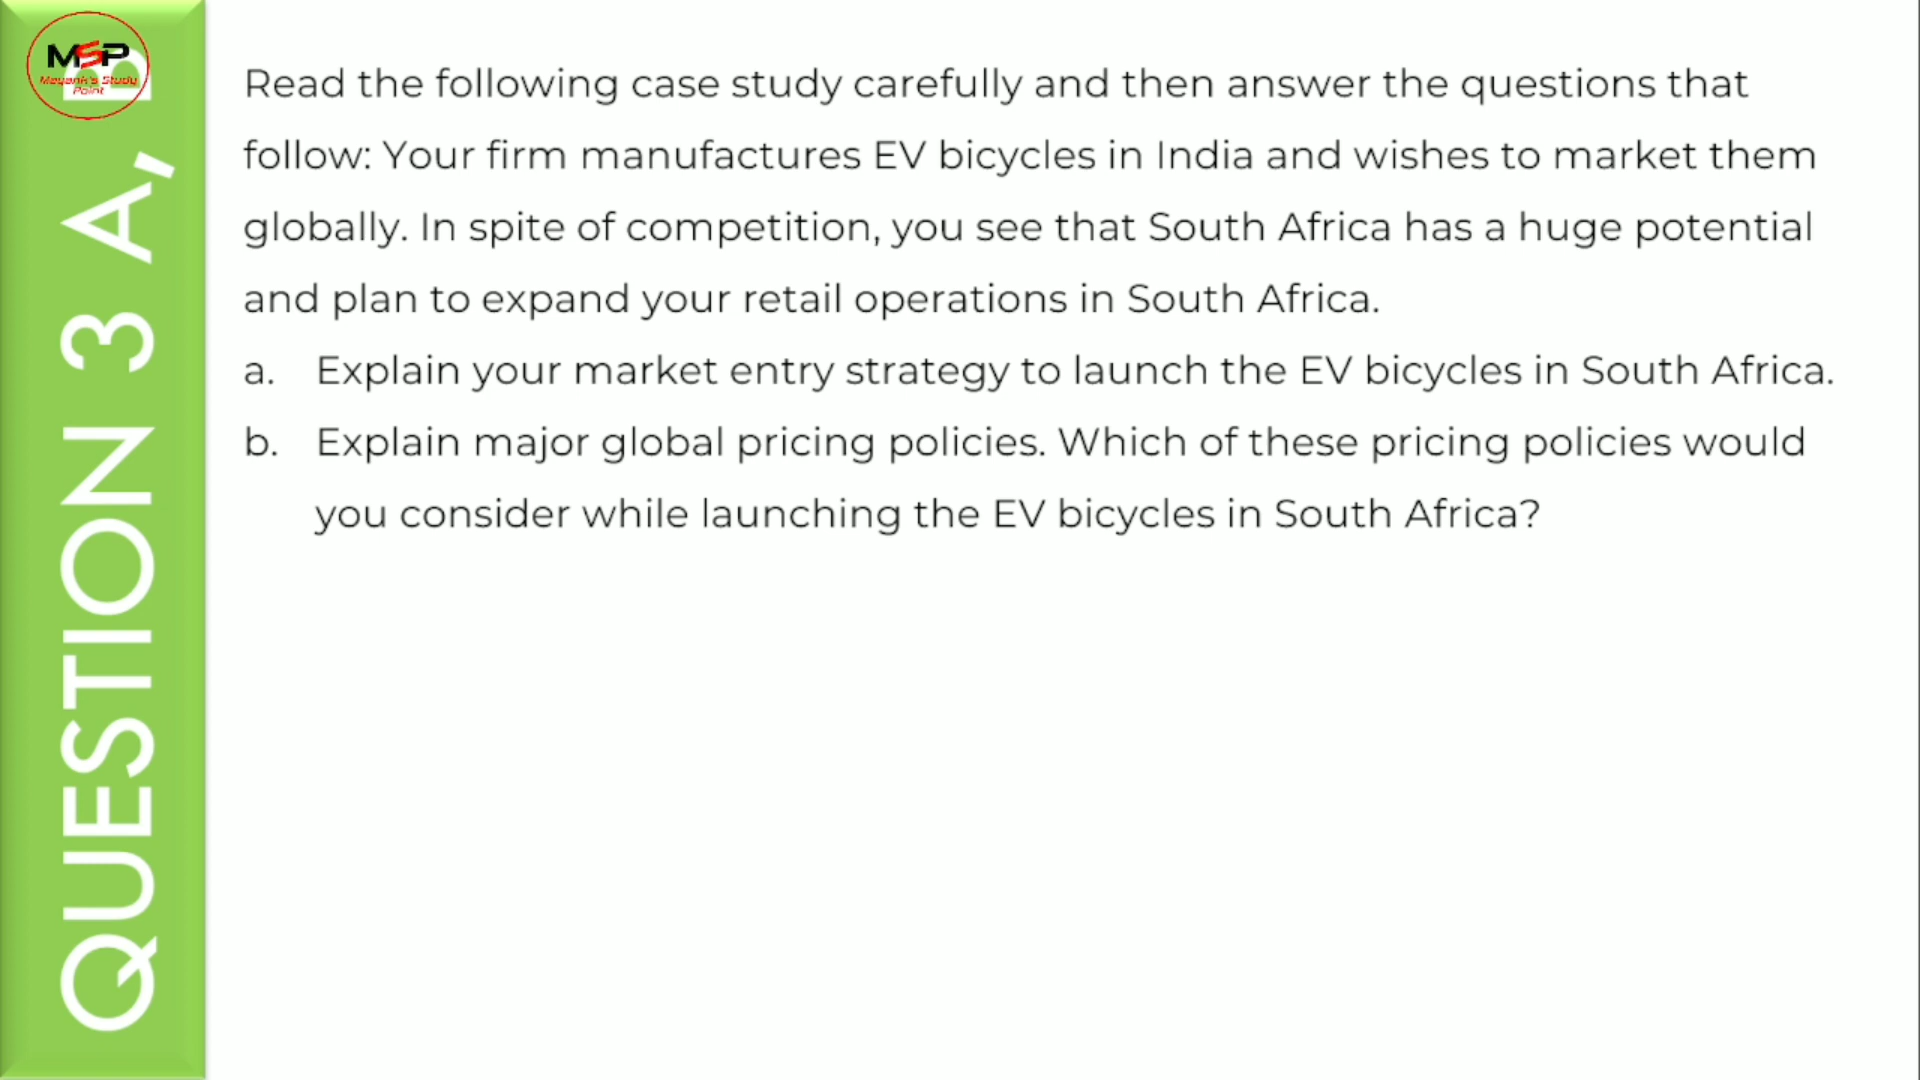 MSP
Mayank's Study
Point
QUESTION 3 A, B
Read the following case study carefully and then answer the questions that
follow: Your firm manufactures EV bicycles in India and wishes to market them
globally. In spite of competition, you see that South Africa has a huge potential
and plan to expand your retail operations in South Africa.
a. Explain your market entry strategy to launch the EV bicycles in South Africa.
b. Explain major global pricing policies. Which of these pricing policies would
you consider while launching the EV bicycles in South Africa?